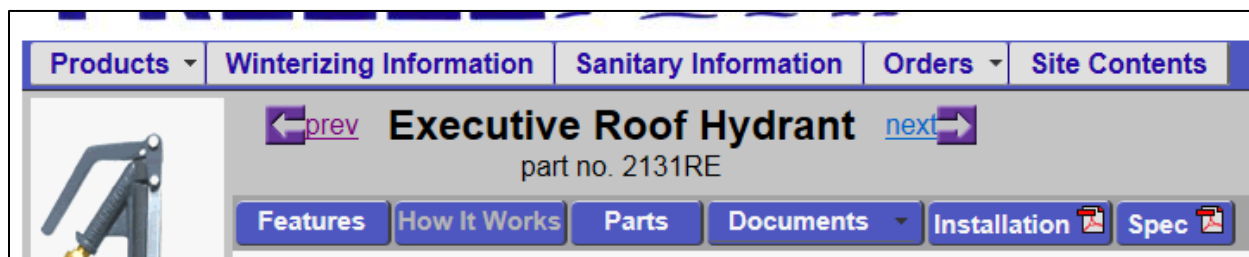 Products Winterizing Information Sanitary Information Orders Site Contents
prev Executive Roof Hydrant next
part no. 2131RE
Features How It Works Parts Documents Installation Spec